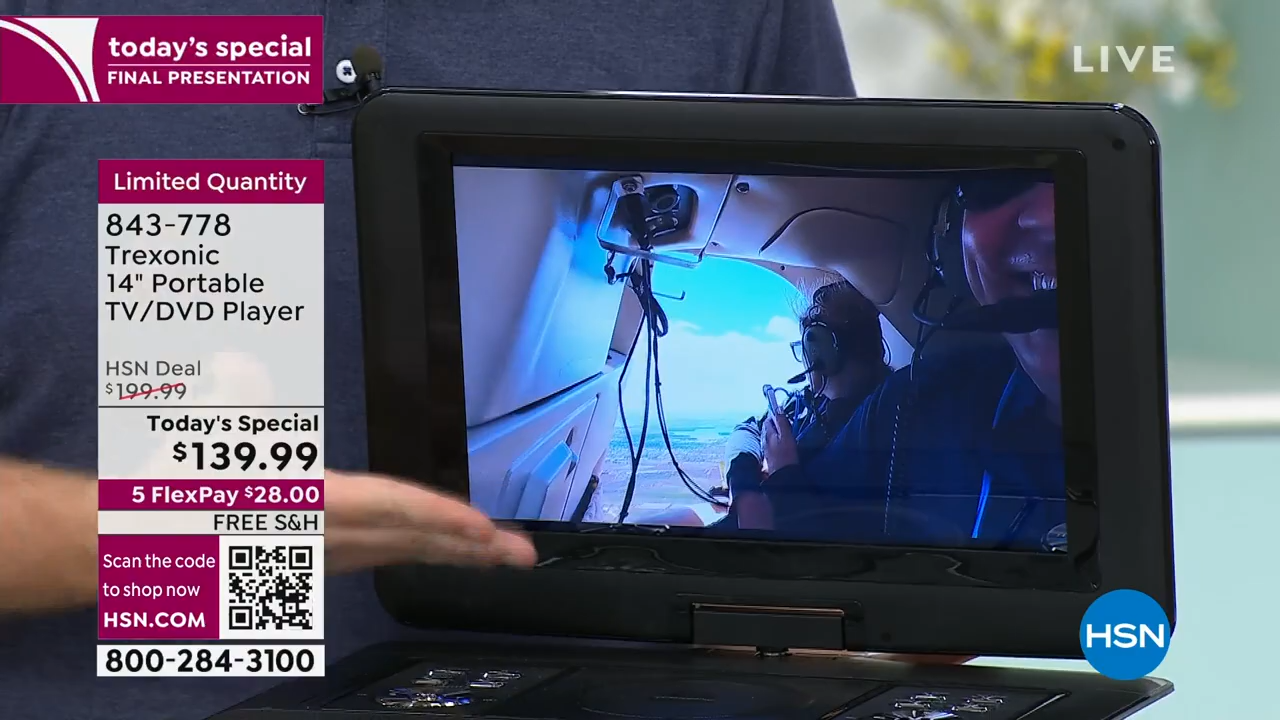 today's special
FINAL PRESENTATION
LIVE
Limited Quantity
843-778
Trexonic
14" Portable
TV/DVD Player
HSN Deal
$199.99
Today's Special
$139.99
5 FlexPay $28.00
FREE S&H
Scan the code
to shop now
HSN.COM
800-284-3100
HSN